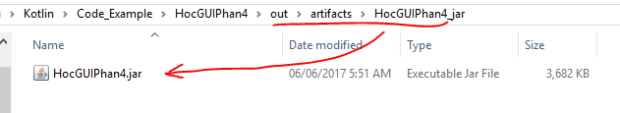 Kotlin > Code_Example > HocGUIPhan4 > out > artifacts > HocGUIPhan4_jar
Name Date modified Type Size
HocGUIPhan4.jar 06/06/2017 5:51 AM Executable Jar File 3,682 KB